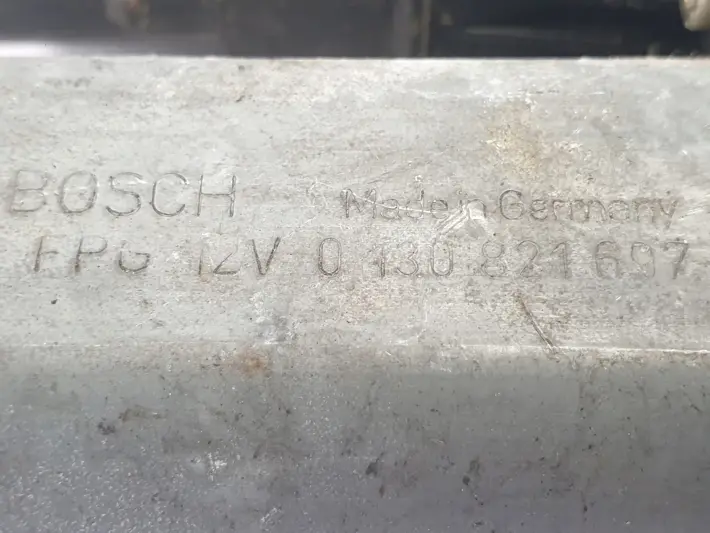 BOSCH Made in Germany
FPG 12V 0 130 821 697